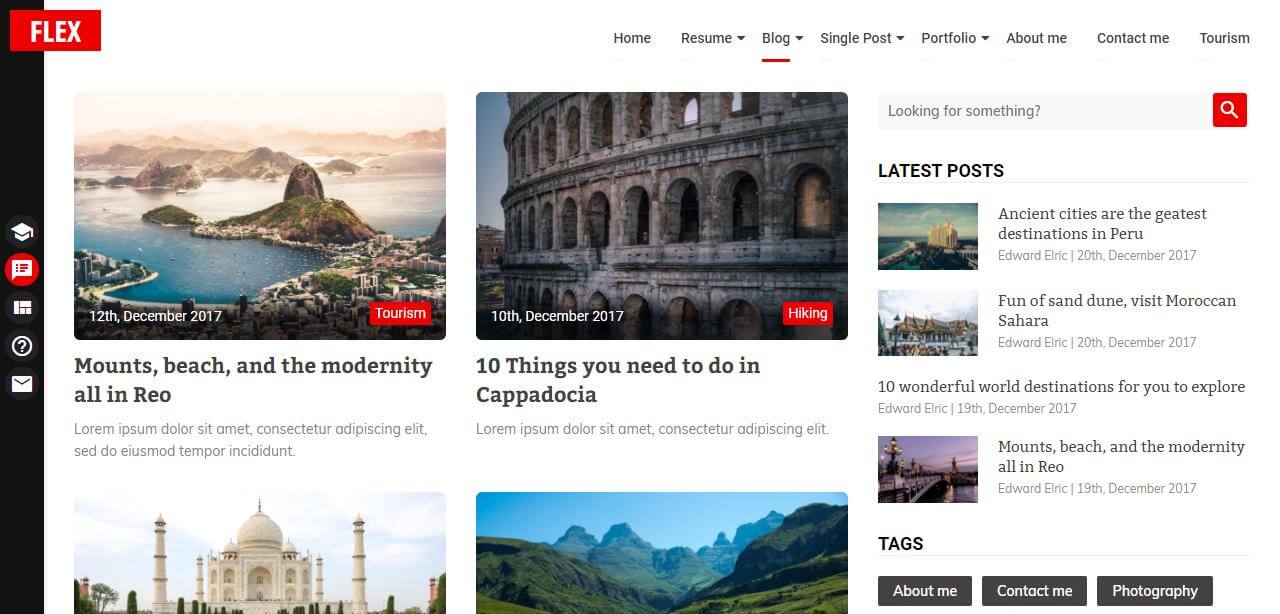 FLEX
Home
Resume
Blog
Single Post
Portfolio
About me
Contact me
Tourism
12th, December 2017
Tourism
Mounts, beach, and the modernity
all in Reo
Lorem ipsum dolor sit amet, consectetur adipiscing elit,
sed do eiusmod tempor incididunt.
10th, December 2017
Hiking
10 Things you need to do in
Cappadocia
Lorem ipsum dolor sit amet, consectetur adipiscing elit.
Looking for something?
LATEST POSTS
Ancient cities are the geatest
destinations in Peru
Edward Elric | 20th, December 2017
Fun of sand dune, visit Moroccan
Sahara
Edward Elric | 20th, December 2017
10 wonderful world destinations for you to explore
Edward Elric | 19th, December 2017
Mounts, beach, and the modernity
all in Reo
Edward Elric | 19th, December 2017
TAGS
About me
Contact me
Photography